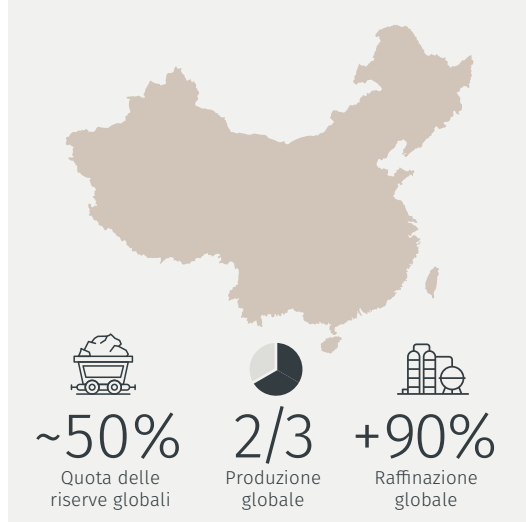 ~50%
Quota delle
riserve globali
2/3
Produzione
globale
+90%
Raffinazione
globale